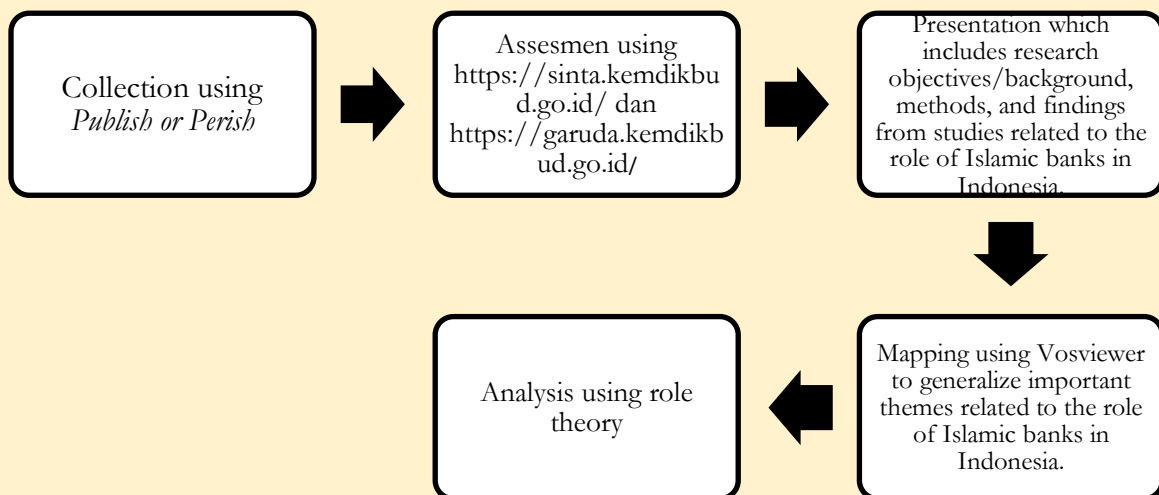 Collection using
Publish or Perish
Assesmen using
https://sinta.kemdikbu
d.go.id/ dan
https://garuda.kemdikb
ud.go.id/
Presentation which
includes research
objectives/background,
methods, and findings
from studies related to the
role of Islamic banks in
Indonesia.
Mapping using Vosviewer
to generalize important
themes related to the role
of Islamic banks in
Indonesia.
Analysis using role
theory